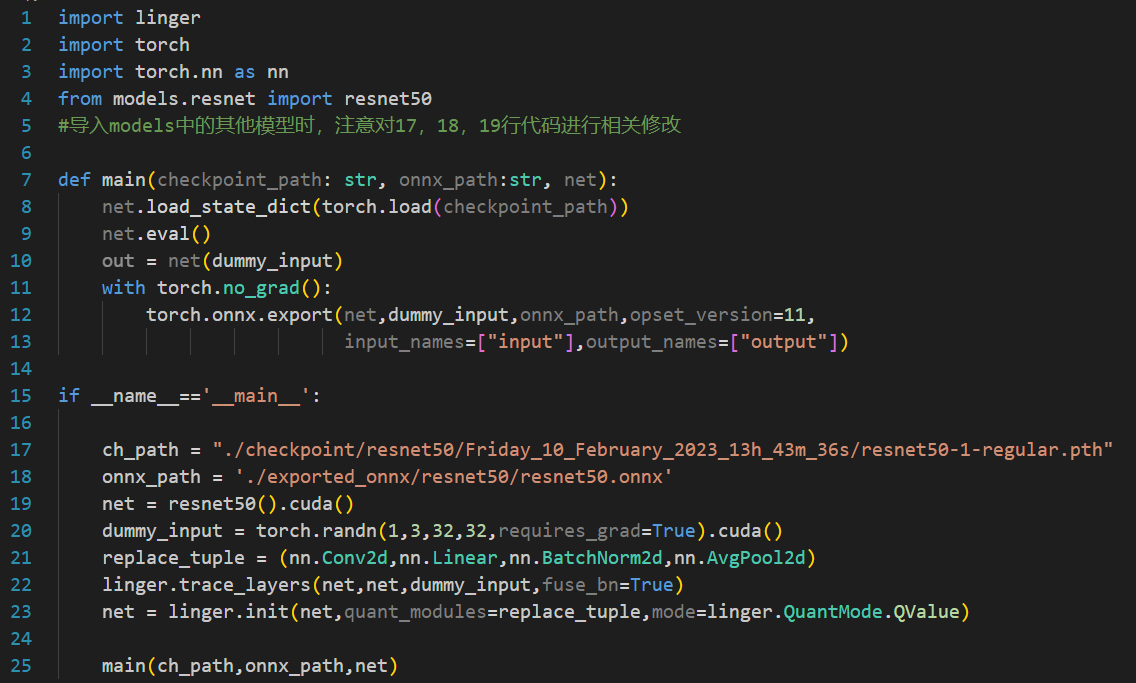 1 import linger
2 import torch
3 import torch.nn as nn
4 from models.resnet import resnet50
5 #导入models中的其他模型时，注意对17，18，19行代码进行相关修改
6
7 def main(checkpoint_path: str, onnx_path:str, net):
8     net.load_state_dict(torch.load(checkpoint_path))
9     net.eval()
10     out = net(dummy_input)
11     with torch.no_grad():
12         torch.onnx.export(net,dummy_input,onnx_path,opset_version=11,
13                           input_names=["input"],output_names=["output"])
14
15 if __name__=='__main__':
16
17     ch_path = "./checkpoint/resnet50/Friday_10_February_2023_13h_43m_36s/resnet50-1-regular.pth"
18     onnx_path = './exported_onnx/resnet50/resnet50.onnx'
19     net = resnet50().cuda()
20     dummy_input = torch.randn(1,3,32,32,requires_grad=True).cuda()
21     replace_tuple = (nn.Conv2d,nn.Linear,nn.BatchNorm2d,nn.AvgPool2d)
22     linger.trace_layers(net,net,dummy_input,fuse_bn=True)
23     net = linger.init(net,quant_modules=replace_tuple,mode=linger.QuantMode.QValue)
24
25     main(ch_path,onnx_path,net)